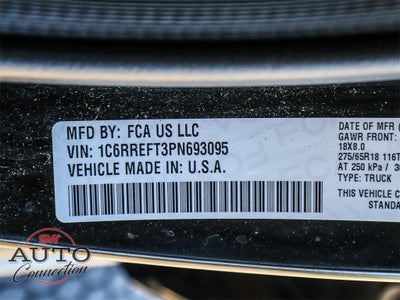 MFD BY: FCA US LLC
VIN: 1C6RREFT3PN693095
VEHICLE MADE IN U.S.A.
DATE OF MFR
GAWR FRONT:
18X8.0
275/65R18 116T
AT 250 kPa /
TYPE: TRUCK
THIS VEHICLE C
STANDA
AUTO
Connection